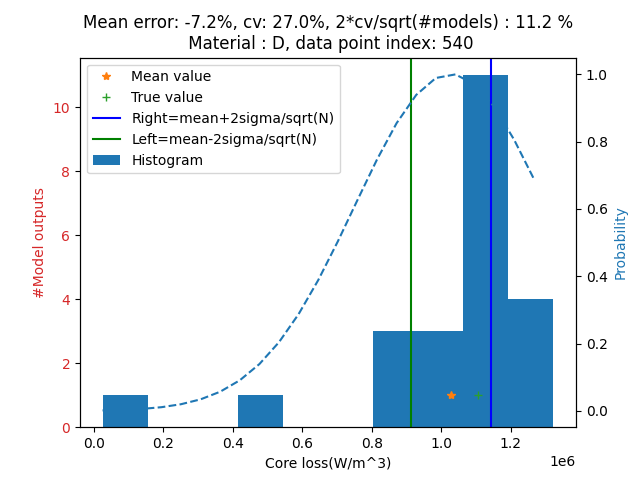 Mean error: -7.2%, cv: 27.0%, 2*cv/sqrt(#models) : 11.2 %
Material : D, data point index: 540
Mean value
True value
Right=mean+2sigma/sqrt(N)
Left=mean-2sigma/sqrt(N)
Histogram
#Model outputs
10
8
6
4
2
0
1.0
0.8
0.6
0.4
0.2
0.0
Probability
0.0 0.2 0.4 0.6 0.8 1.0 1.2
1e6
Core loss(W/m^3)